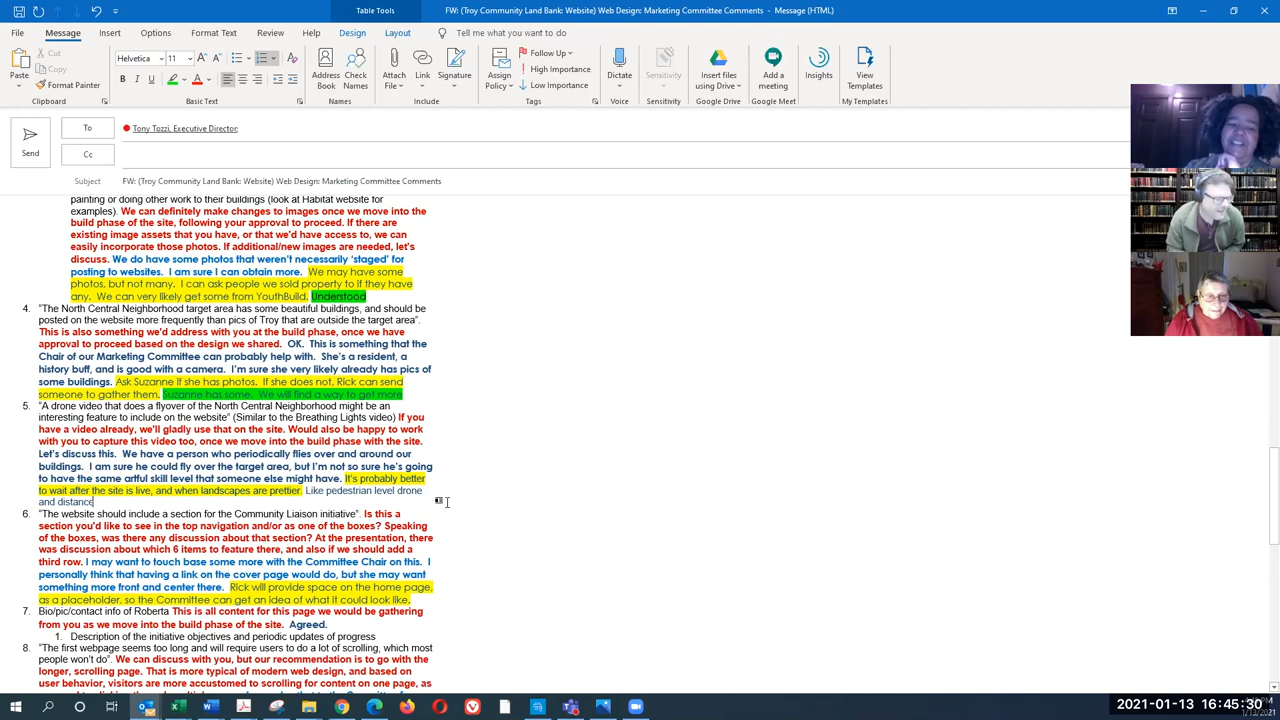 Table Tools
FW: (Troy Community Land Bank: Website) Web Design: Marketing Committee Comments - Message (HTML)
File Message Insert Options Format Text Review Help Design Layout Tell me what you want to do
Paste
Cut
Copy
Format Painter
Clipboard
Helvetica 11
B I U
Basic Text
Address Book
Check Names
Names
Attach File
Link
Signature
Include
Assign Policy
Follow Up
High Importance
Low Importance
Tags
Dictate
Voice
Sensitivity
Sensitivity
Insert files using Drive
Google Drive
Add a meeting
Google Meet
Insights
View Templates
My Templates
Send
To
Tony Tozzi, Executive Director;
Cc
Subject
FW: (Troy Community Land Bank: Website) Web Design: Marketing Committee Comments
painting or doing other work to their buildings (look at Habitat website for
examples). We can definitely make changes to images once we move into the
build phase of the site, following your approval to proceed. If there are
existing image assets that you have, or that we'd have access to, we can
easily incorporate those photos. If additional/new images are needed, let's
discuss. We do have some photos that weren't necessarily 'staged' for
posting to websites. I am sure I can obtain more. We may have some
photos, but not many. I can ask people we sold property to if they have
any. We can very likely get some from YouthBuild. Understood
4. "The North Central Neighborhood target area has some beautiful buildings, and should be
posted on the website more frequently than pics of Troy that are outside the target area".
This is also something we'd address with you at the build phase, once we have
approval to proceed based on the design we shared. OK. This is something that the
Chair of our Marketing Committee can probably help with. She's a resident, a
history buff, and is good with a camera. I'm sure she very likely already has pics of
some buildings. Ask Suzanne if she has photos. If she does not, Rick can send
someone to gather them. Suzanne has some. We will find a way to get more
5. "A drone video that does a flyover of the North Central Neighborhood might be an
interesting feature to include on the website" (Similar to the Breathing Lights video) If you
have a video already, we'll gladly use that on the site. Would also be happy to work
with you to capture this video too, once we move into the build phase with the site.
Let's discuss this. We have a person who periodically flies over and around our
buildings. I am sure he could fly over the target area, but I'm not so sure he's going
to have the same artful skill level that someone else might have. It's probably better
to wait after the site is live, and when landscapes are prettier. Like pedestrian level drone
and distance
6. "The website should include a section for the Community Liaison initiative". Is this a
section you'd like to see in the top navigation and/or as one of the boxes? Speaking
of the boxes, was there any discussion about that section? At the presentation, there
was discussion about which 6 items to feature there, and also if we should add a
third row. I may want to touch base some more with the Committee Chair on this. I
personally think that having a link on the cover page would do, but she may want
something more front and center there. Rick will provide space on the home page,
as a placeholder, so the Committee can get an idea of what it could look like.
7. Bio/pic/contact info of Roberta This is all content for this page we would be gathering
from you as we move into the build phase of the site. Agreed.
1. Description of the initiative objectives and periodic updates of progress
8. "The first webpage seems too long and will require users to do a lot of scrolling, which most
people won't do". We can discuss with you, but our recommendation is to go with the
longer, scrolling page. That is more typical of modern web design, and based on
user behavior, visitors are more accustomed to scrolling for content on one page, as
2021-01-13 16:45:30
1/13/2021